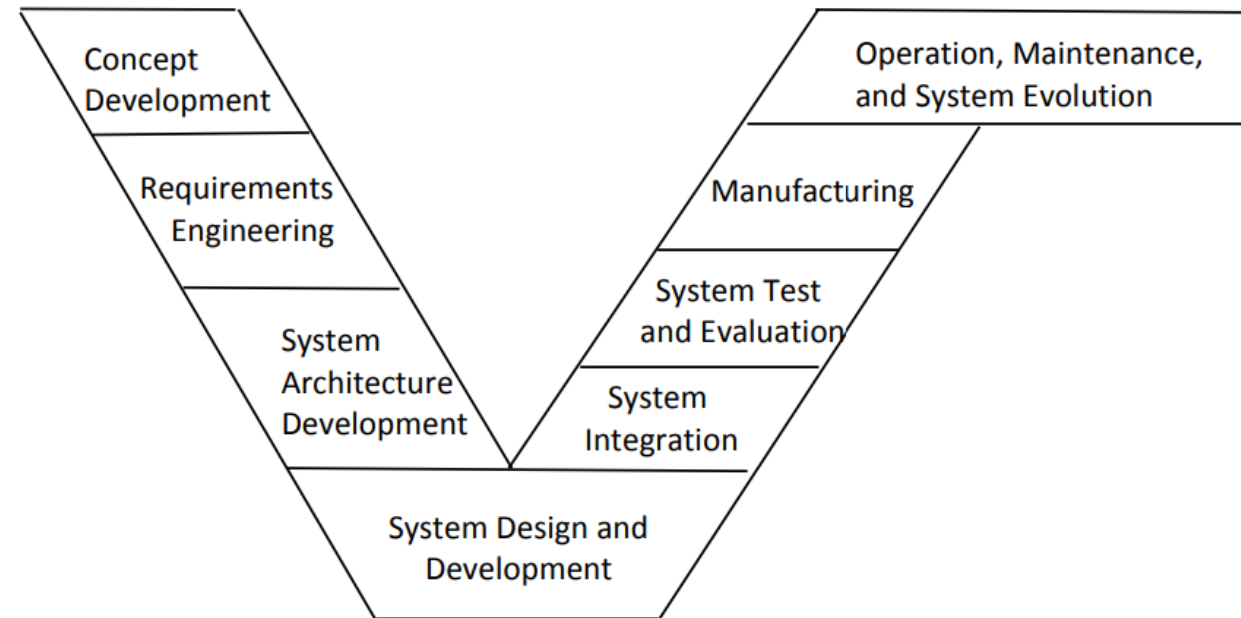 Concept
Development
Requirements
Engineering
System
Architecture
Development
System Design and
Development
System
Integration
System Test
and Evaluation
Manufacturing
Operation, Maintenance,
and System Evolution